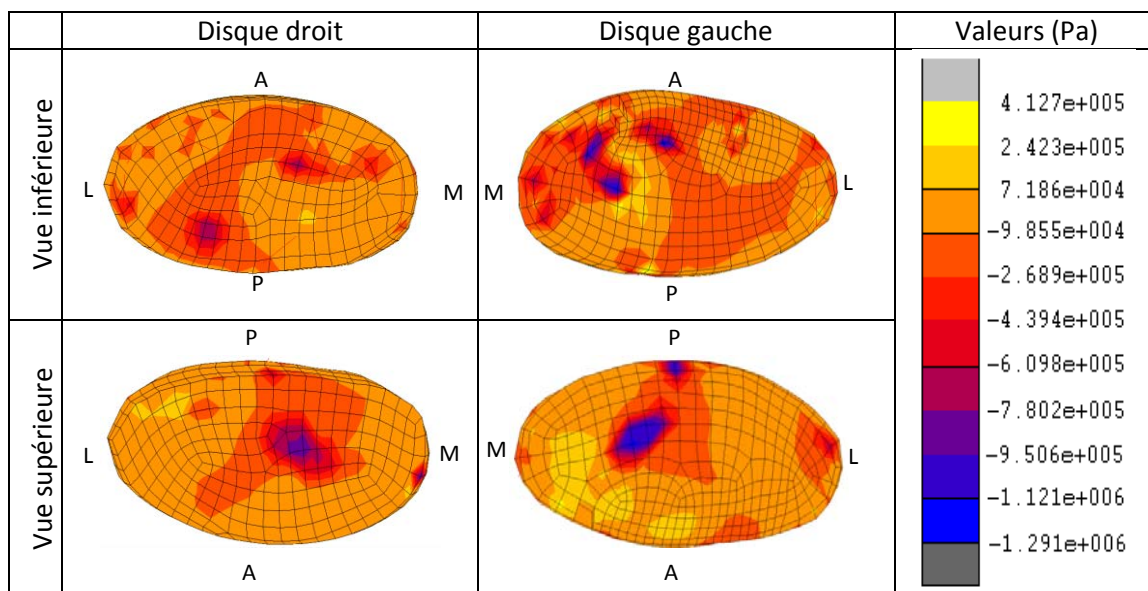 Disque droit Disque gauche Valeurs (Pa)
Vue inférieure
A
L M
P
A
M L
P
Vue supérieure
P
L M
A
P
M L
A
4.127e+005
2.423e+005
7.186e+004
-9.855e+004
-2.689e+005
-4.394e+005
-6.098e+005
-7.802e+005
-9.506e+005
-1.121e+006
-1.291e+006